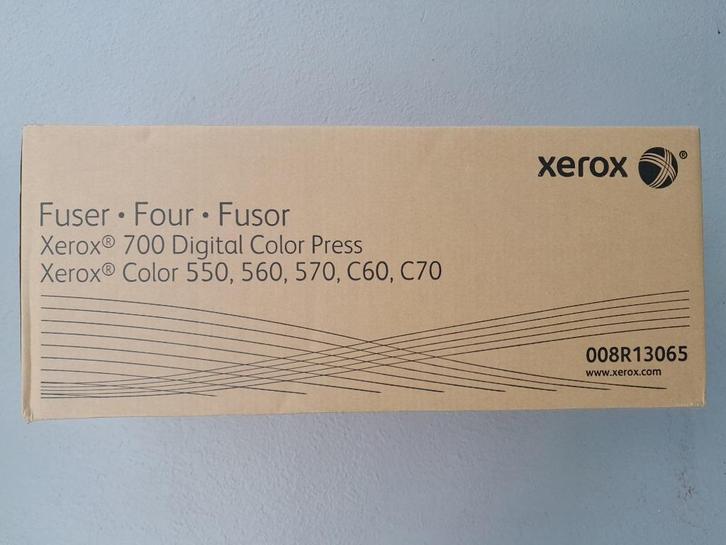 xerox ®
Fuser • Four • Fusor
Xerox® 700 Digital Color Press
Xerox® Color 550, 560, 570, C60, C70
008R13065
www.xerox.com